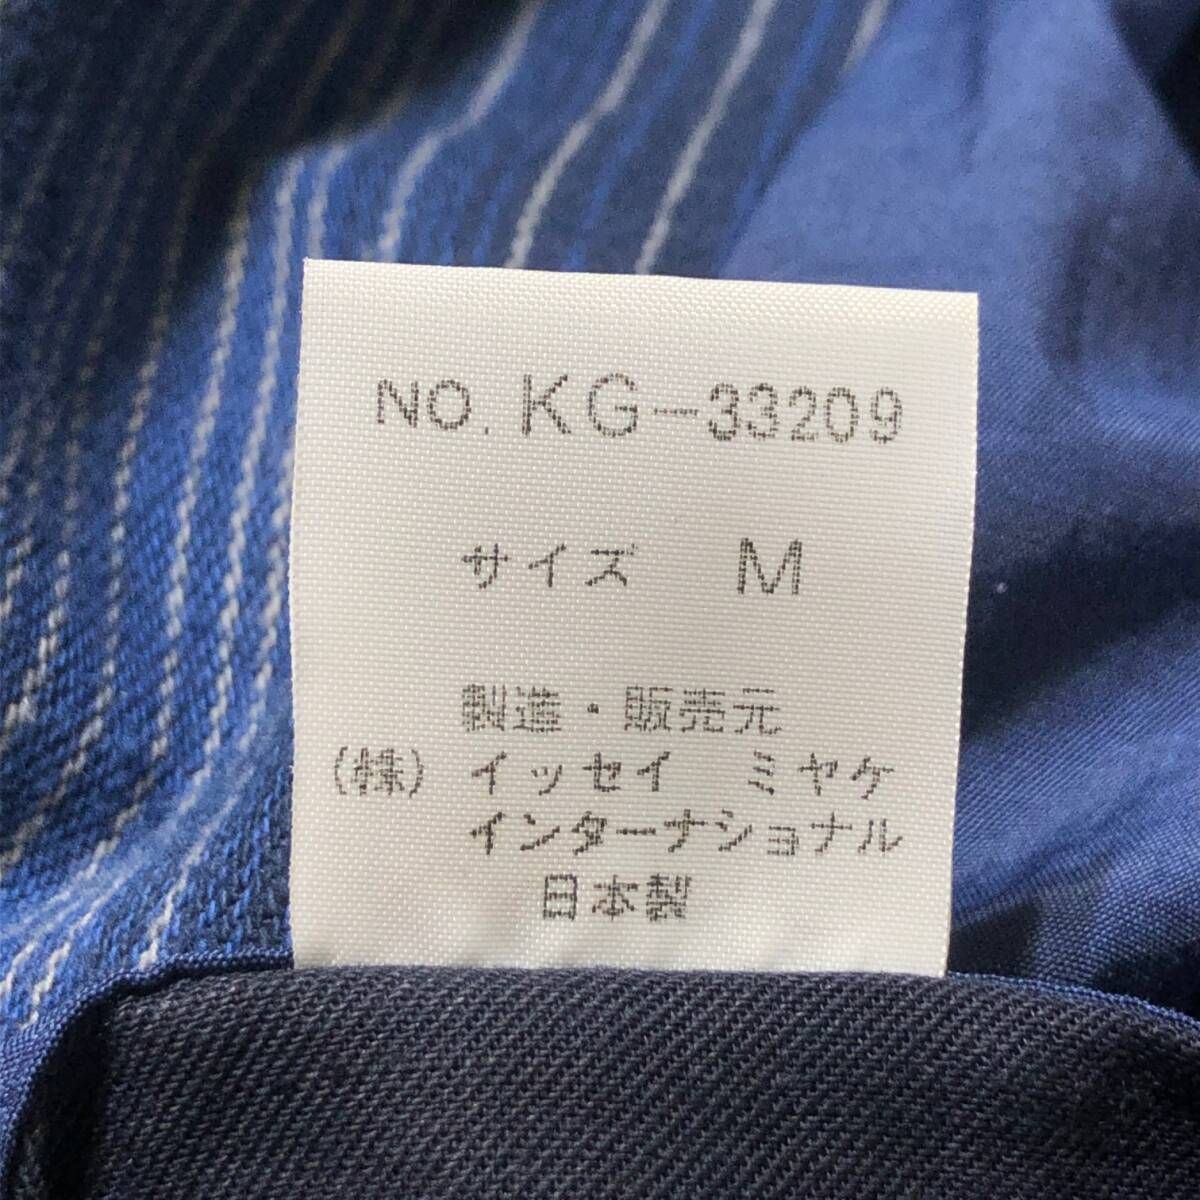 NO. KG-33209
サイズ M
製造・販売元
(株) イッセイ ミヤケ
インターナショナル
日本製